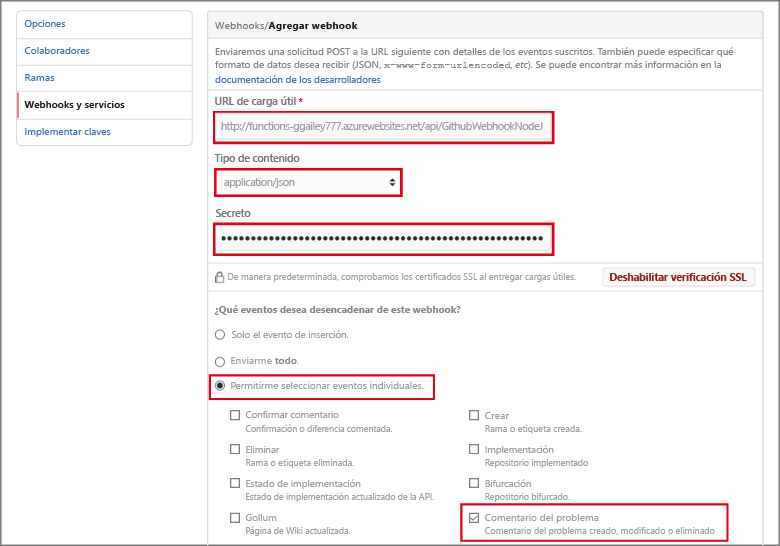 Opciones
Colaboradores
Ramas
Webhooks y servicios
Implementar claves
Webhooks/Agregar webhook
Enviaremos una solicitud POST a la URL siguiente con detalles de los eventos suscritos. También puede especificar qué
formato de datos desea recibir (JSON, x-www-form-urlencoded, etc). Se puede encontrar más información en la
documentación de los desarrolladores
URL de carga útil *
http://functions-ggailey777.azurewebsites.net/api/GithubWebhookNodeJ
Tipo de contenido
application/json
Secreto
De manera predeterminada, comprobamos los certificados SSL al entregar cargas útiles.
Deshabilitar verificación SSL
¿Qué eventos desea desencadenar de este webhook?
Solo el evento de inserción.
Enviarme todo.
Permitirme seleccionar eventos individuales.
Confirmar comentario
Confirmación o diferencia comentada.
Crear
Rama o etiqueta creada.
Eliminar
Rama o etiqueta eliminada.
Implementación
Repositorio implementado
Estado de implementación
Estado de implementación actualizado de la API.
Bifurcación
Repositorio bifurcado.
Gollum
Página de Wiki actualizada.
Comentario del problema
Comentario del problema creado, modificado o eliminado